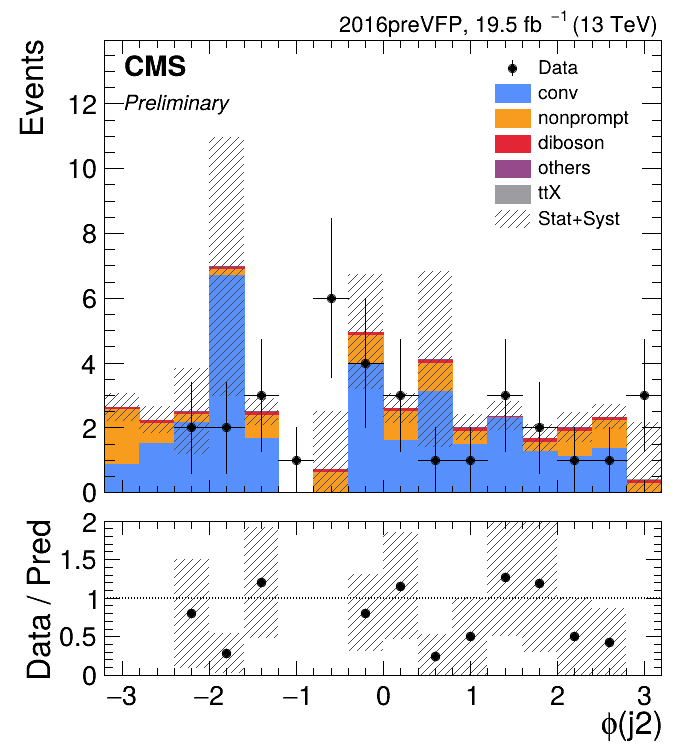 2016preVFP, 19.5 fb⁻¹ (13 TeV)
Events
CMS
Preliminary
Data
conv
nonprompt
diboson
others
ttX
Stat+Syst
12
10
8
6
4
2
0
Data / Pred
2
1.5
1
0.5
0
−3 −2 −1 0 1 2 3
ϕ(j2)